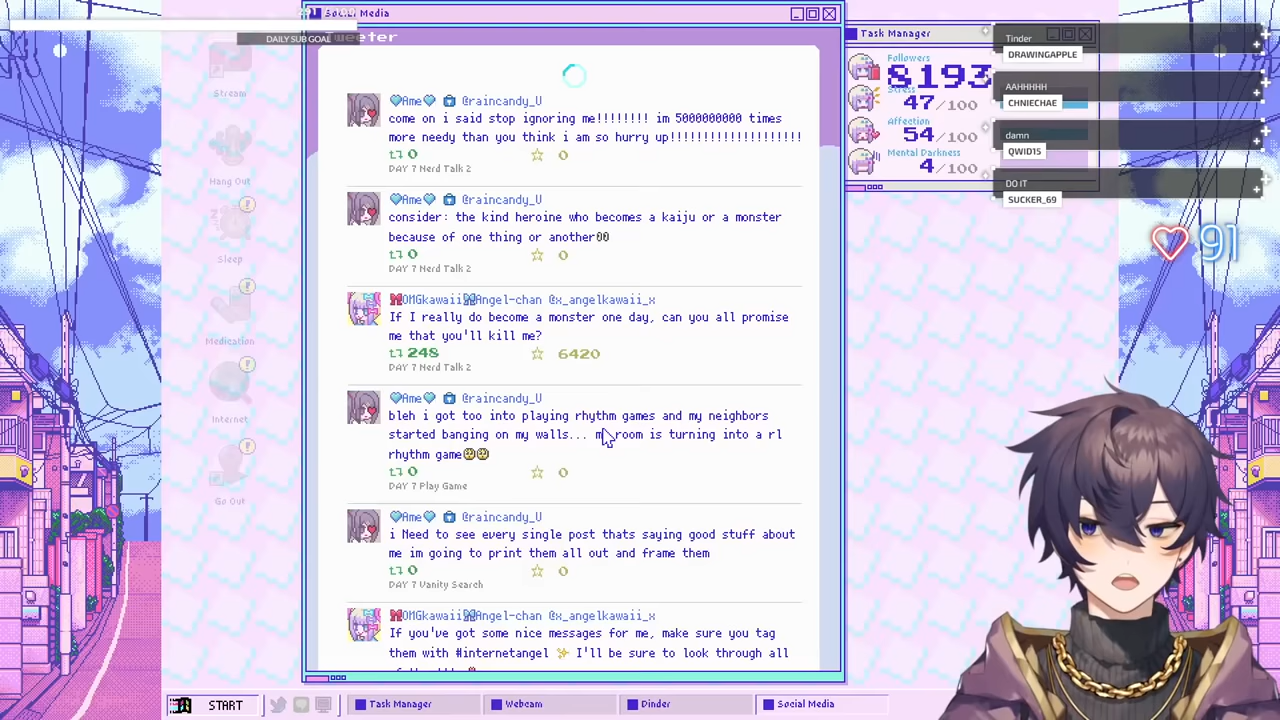 Social Media
Tweeter
DAILY SUB GOAL
Stream
Hang Out
Sleep
Medication
Internet
Go Out
Ame @raincandy_U
come on i said stop ignoring me!!!!!!!! im 5000000000 times
more needy than you think i am so hurry up!!!!!!!!!!!!!!!!!!!!
0 0
DAY 7 Nerd Talk 2
Ame @raincandy_U
consider: the kind heroine who becomes a kaiju or a monster
because of one thing or another
0 0
DAY 7 Nerd Talk 2
OMGkawaii Angel-chan @x_angelkawaii_x
If I really do become a monster one day, can you all promise
me that you'll kill me?
248 6420
DAY 7 Nerd Talk 2
Ame @raincandy_U
bleh i got too into playing rhythm games and my neighbors
started banging on my walls... my room is turning into a rl
rhythm game
0 0
DAY 7 Play Game
Ame @raincandy_U
i Need to see every single post thats saying good stuff about
me im going to print them all out and frame them
0 0
DAY 7 Vanity Search
OMGkawaii Angel-chan @x_angelkawaii_x
If you've got some nice messages for me, make sure you tag
them with #internetangel I'll be sure to look through all
Task Manager
Followers
8193
Stress
47/100
Affection
54/100
Mental Darkness
4/100
Tinder
DRAWINGAPPLE
AAHHHHH
CHNIECHAE
damn
QWID15
DO IT
SUCKER_69
91
START
Task Manager
Webcam
Dinder
Social Media